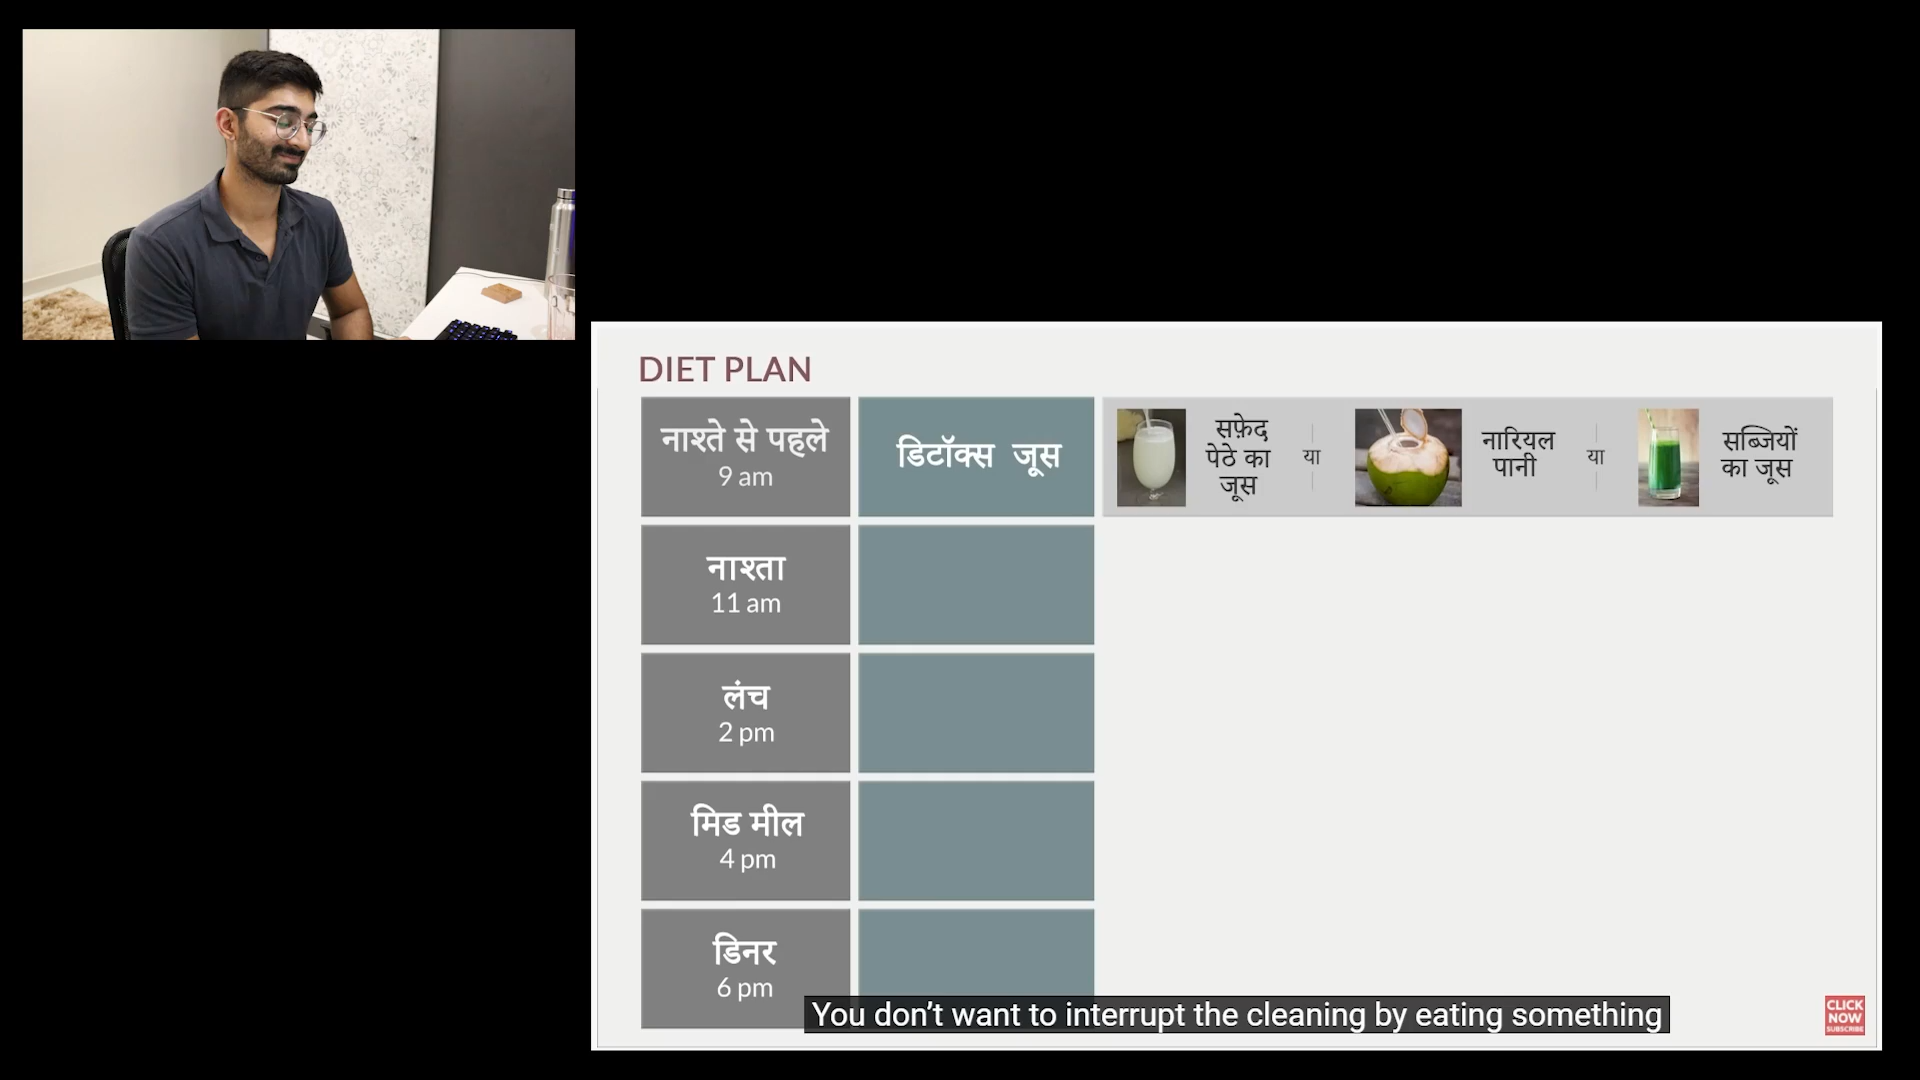 DIET PLAN
नाश्ते से पहले
9 am
डिटॉक्स जूस
सफ़ेद
पेठे का
जूस
या
नारियल
पानी
या
सब्जियों
का जूस
नाश्ता
11 am
लंच
2 pm
मिड मील
4 pm
डिनर
6 pm
You don't want to interrupt the cleaning by eating something
CLICK
NOW
SUBSCRIBE